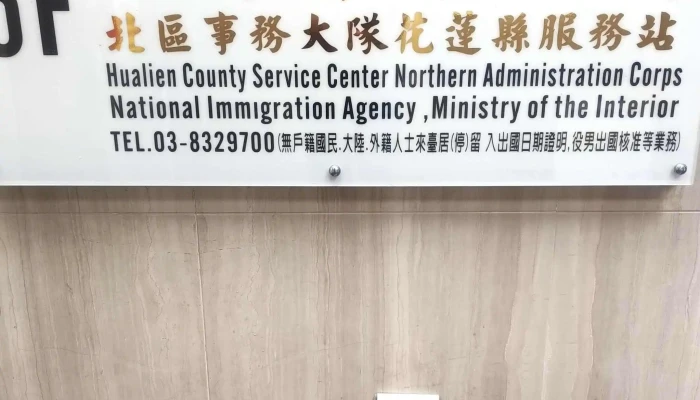 北區事務大隊花蓮縣服務站
Hualien County Service Center Northern Administration Corps
National Immigration Agency ,Ministry of the Interior
TEL.03-8329700(無戶籍國民.大陸.外籍人士來臺居(停)留 入出國日期證明,役男出國核准等業務)